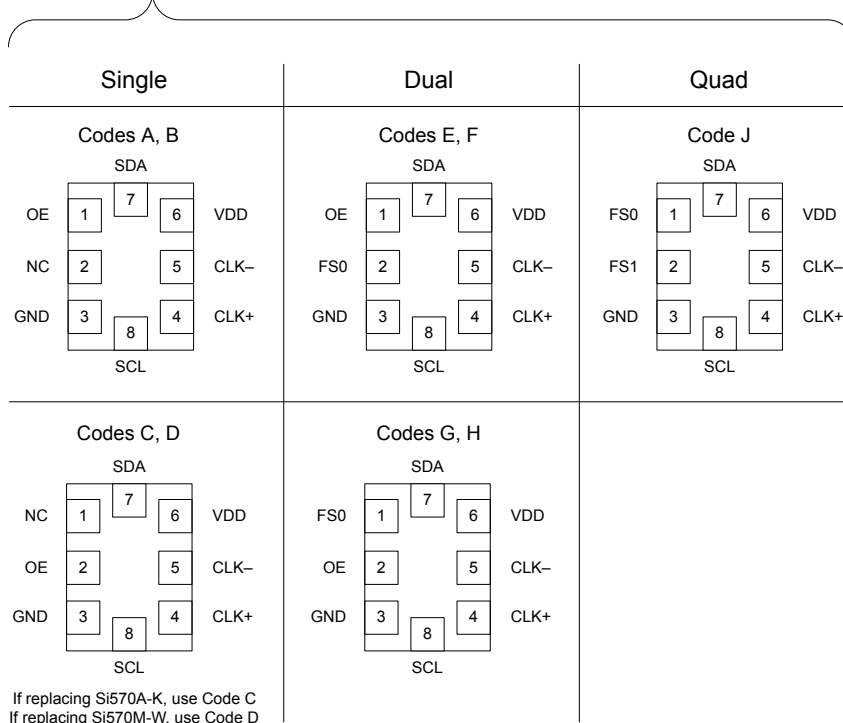 Single
Dual
Quad
Codes A, B
SDA
7
OE 1 6 VDD
NC 2 5 CLK–
GND 3 4 CLK+
8
SCL
Codes E, F
SDA
7
OE 1 6 VDD
FS0 2 5 CLK–
GND 3 4 CLK+
8
SCL
Code J
SDA
7
FS0 1 6 VDD
FS1 2 5 CLK–
GND 3 4 CLK+
8
SCL
Codes C, D
SDA
7
NC 1 6 VDD
OE 2 5 CLK–
GND 3 4 CLK+
8
SCL
If replacing Si570A-K, use Code C
If replacing Si570M-W, use Code D
Codes G, H
SDA
7
FS0 1 6 VDD
OE 2 5 CLK–
GND 3 4 CLK+
8
SCL